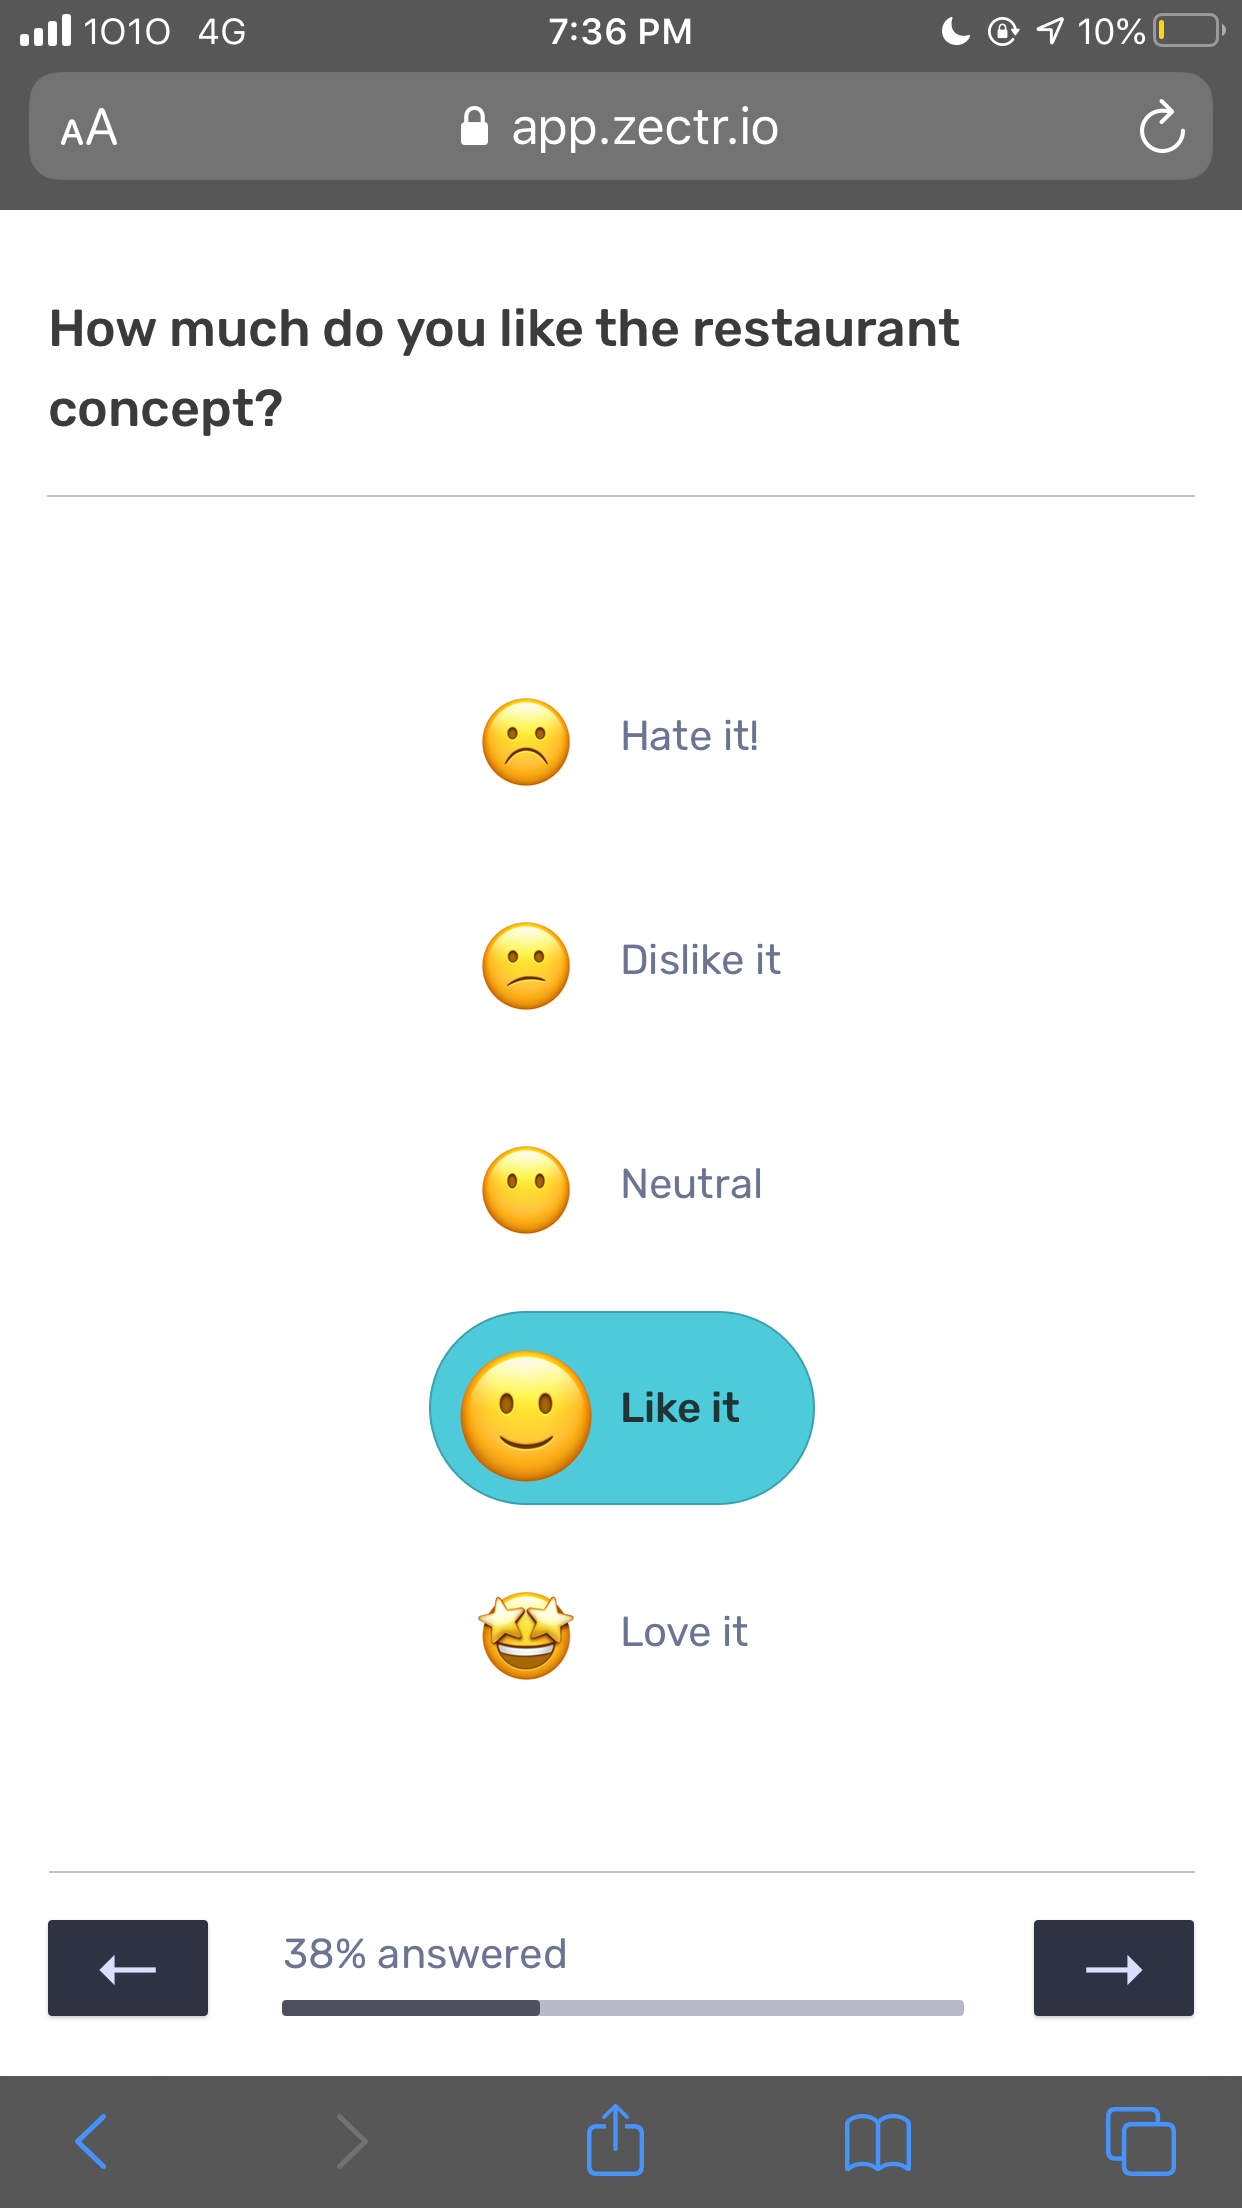 1010 4G 7:36 PM 10%
AA app.zectr.io
How much do you like the restaurant
concept?
Hate it!
Dislike it
Neutral
Like it
Love it
38% answered